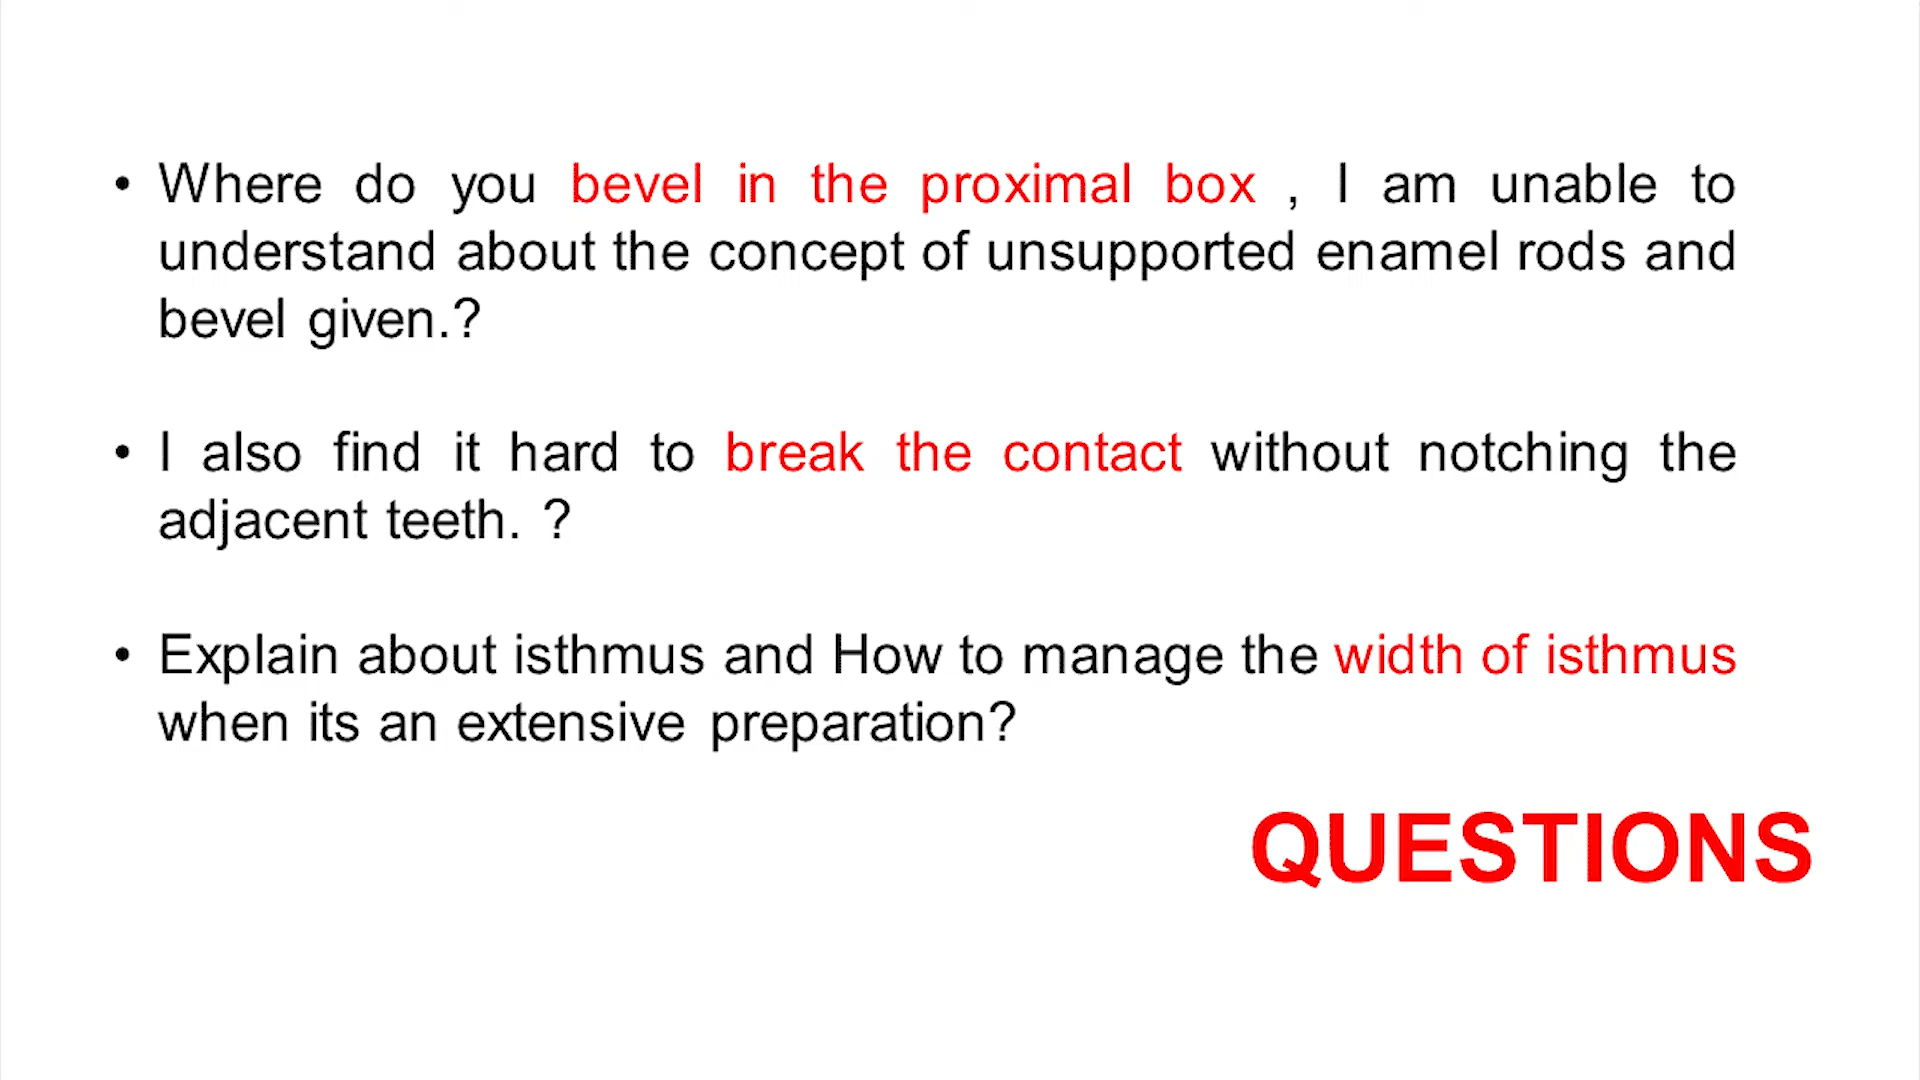 • Where do you bevel in the proximal box , I am unable to
understand about the concept of unsupported enamel rods and
bevel given.?
• I also find it hard to break the contact without notching the
adjacent teeth. ?
• Explain about isthmus and How to manage the width of isthmus
when its an extensive preparation?
QUESTIONS